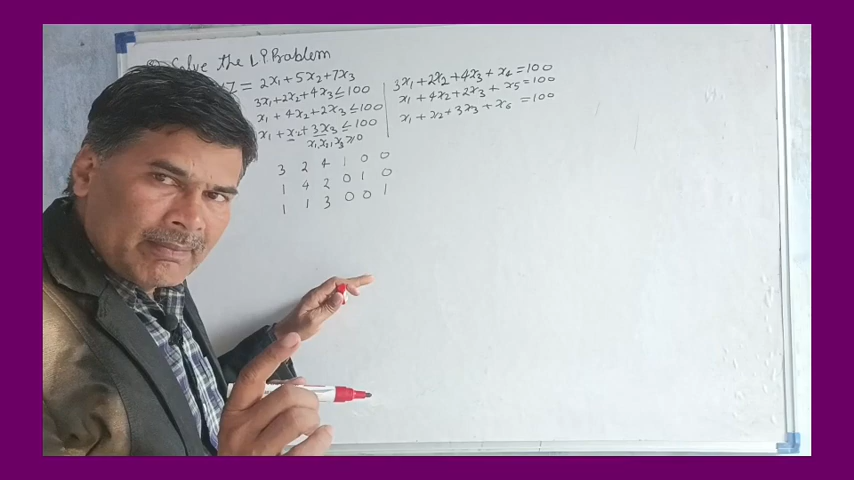 Solve the L.P. Problem
Z = 2x₁+5x₂+7x₃
3x₁+2x₂+4x₃≤100
x₁+4x₂+2x₃≤100
x₁+x₂+3x₃≤100
x₁,x₂,x₃≥0
3x₁+2x₂+4x₃+x₄=100
x₁+4x₂+2x₃+x₅=100
x₁+x₂+3x₃+x₆=100
3 2 4 1 0 0
1 4 2 0 1 0
1 1 3 0 0 1